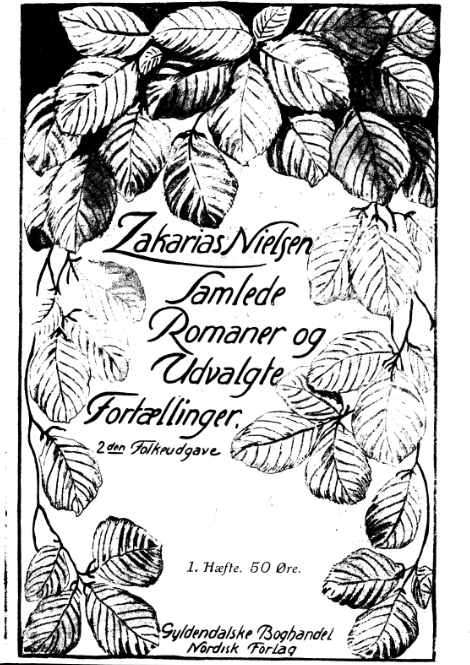 Zakarias Nielsen
Samlede
Romaner og
Udvalgte
Fortællinger.
2den Folkeudgave
1. Hæfte. 50 Øre.
Gyldendalske Boghandel
Nordisk Forlag